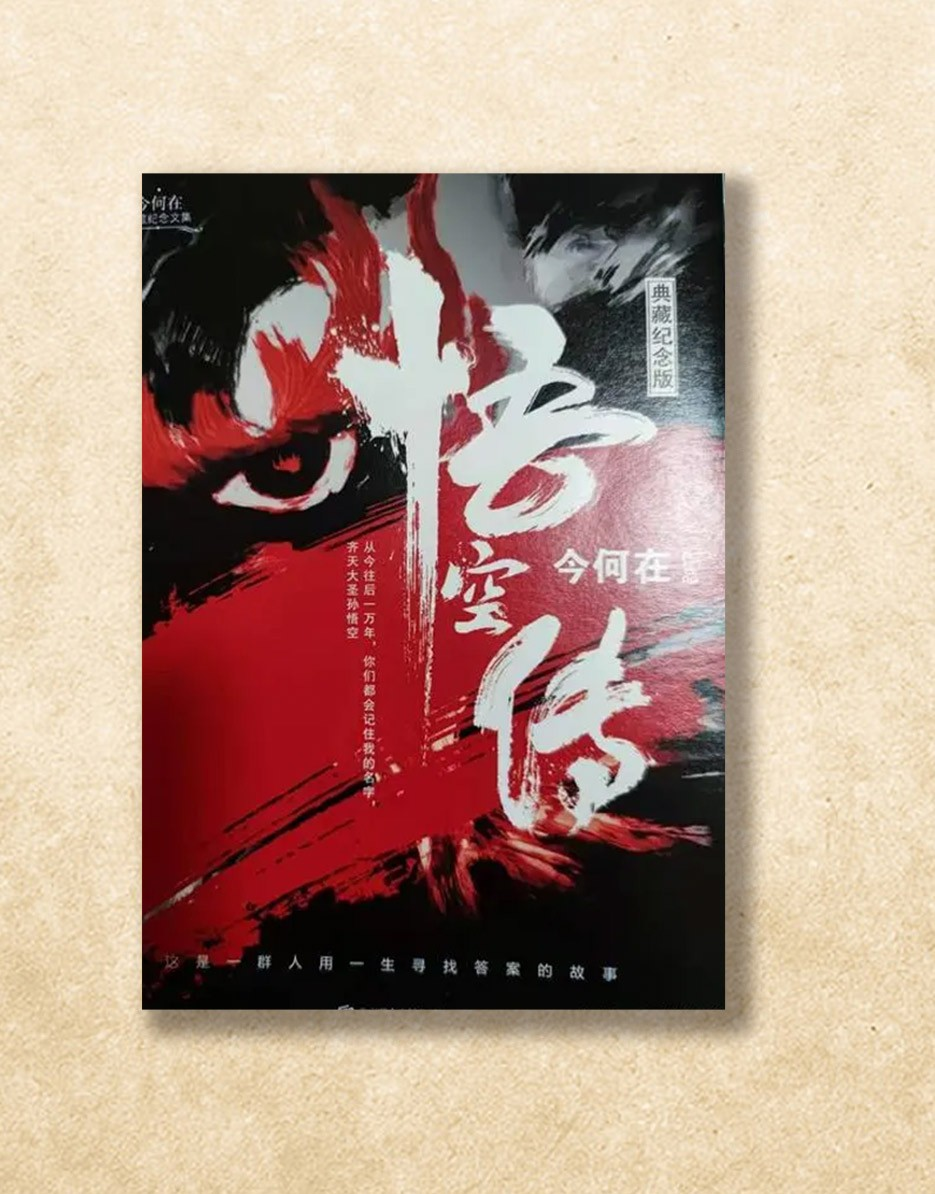 今何在
纪念文集
典藏纪念版
悟空传
今何在
从今往后一万年,你们都会记住我的名字,
齐天大圣孙悟空
这是一群人用一生寻找答案的故事